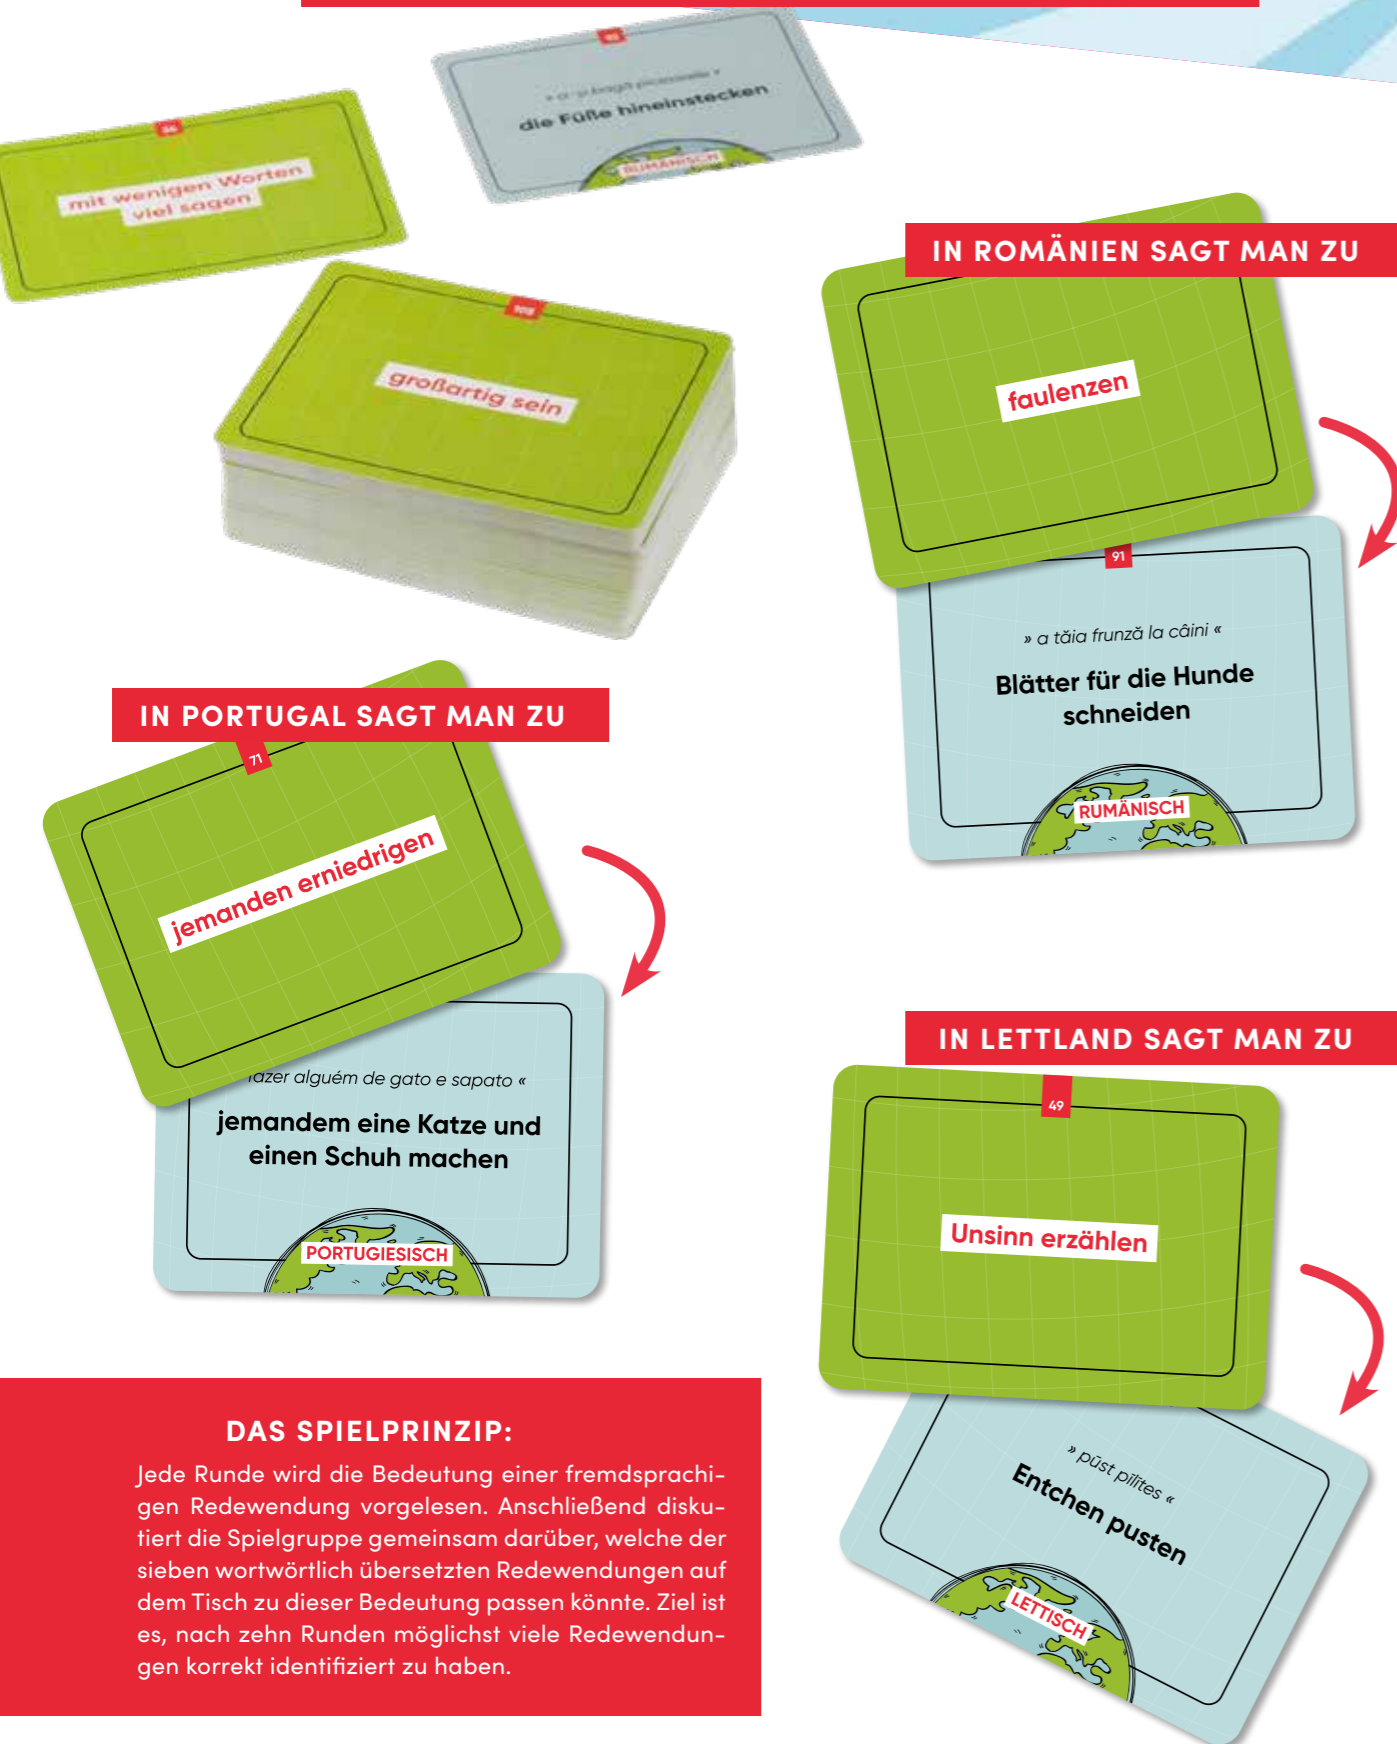 die Füße hineinstecken
RUMÄNISCH
mit wenigen Worten
viel sagen
großartig sein
IN ROMÄNIEN SAGT MAN ZU
faulenzen
91
» a tăia frunză la câini «
Blätter für die Hunde
schneiden
RUMÄNISCH
IN PORTUGAL SAGT MAN ZU
71
jemanden erniedrigen
fazer alguém de gato e sapato «
jemandem eine Katze und
einen Schuh machen
PORTUGIESISCH
IN LETTLAND SAGT MAN ZU
49
Unsinn erzählen
» pūst pīlītes «
Entchen pusten
LETTISCH
DAS SPIELPRINZIP:
Jede Runde wird die Bedeutung einer fremdsprachi-
gen Redewendung vorgelesen. Anschließend disku-
tiert die Spielgruppe gemeinsam darüber, welche der
sieben wortwörtlich übersetzten Redewendungen auf
dem Tisch zu dieser Bedeutung passen könnte. Ziel ist
es, nach zehn Runden möglichst viele Redewendun-
gen korrekt identifiziert zu haben.